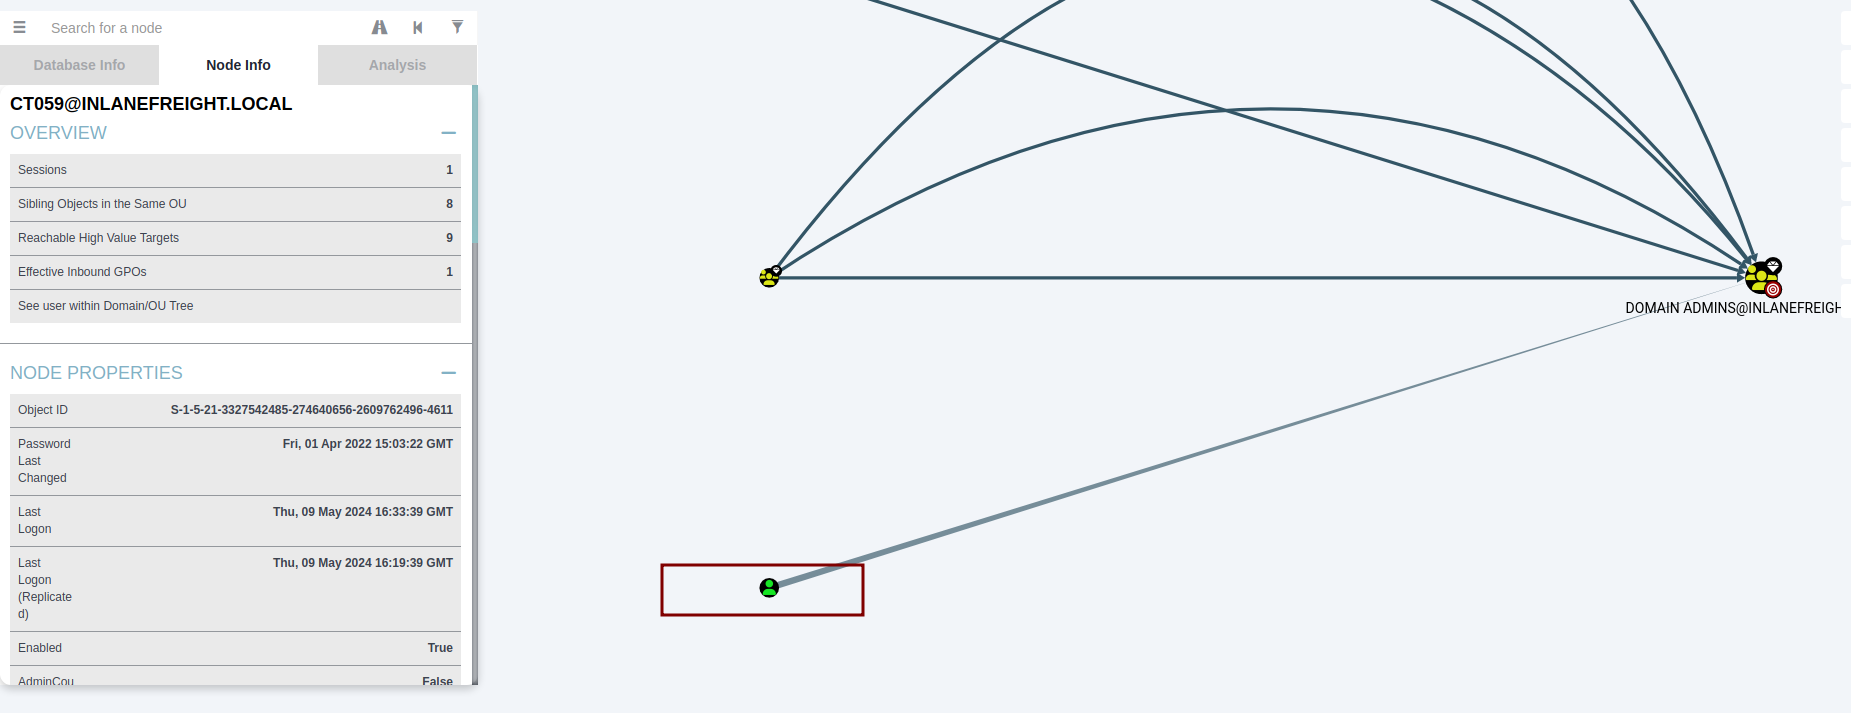 Search for a node
Database Info
Node Info
Analysis
CT059@INLANEFREIGHT.LOCAL
OVERVIEW
Sessions 1
Sibling Objects in the Same OU 8
Reachable High Value Targets 9
Effective Inbound GPOs 1
See user within Domain/OU Tree
NODE PROPERTIES
Object ID S-1-5-21-3327542485-274640656-2609762496-4611
Password Fri, 01 Apr 2022 15:03:22 GMT
Last
Changed
Last Thu, 09 May 2024 16:33:39 GMT
Logon
Last Thu, 09 May 2024 16:19:39 GMT
Logon
(Replicate
d)
Enabled True
AdminCou False
DOMAIN ADMINS@INLANEFREIGH